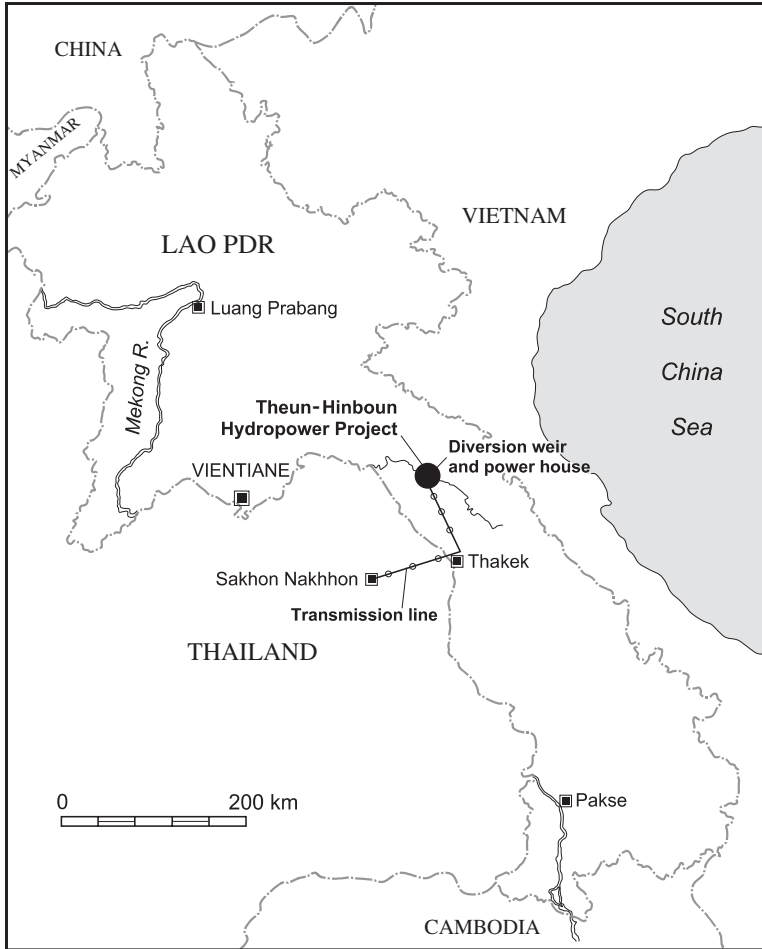 CHINA
MYANMAR
VIETNAM
LAO PDR
Luang Prabang
South
China
Sea
Mekong R.
Theun-Hinboun
Hydropower Project
Diversion weir
and power house
VIENTIANE
Thakek
Sakhon Nakhhon
Transmission line
THAILAND
0 200 km
Pakse
CAMBODIA